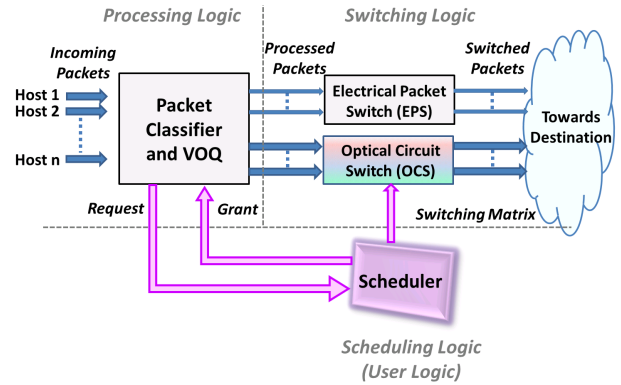 Processing Logic
Switching Logic
Incoming
Packets
Processed
Packets
Switched
Packets
Host 1
Host 2
Host n
Packet
Classifier
and VOQ
Electrical Packet
Switch (EPS)
Optical Circuit
Switch (OCS)
Towards
Destination
Request
Grant
Switching Matrix
Scheduler
Scheduling Logic
(User Logic)